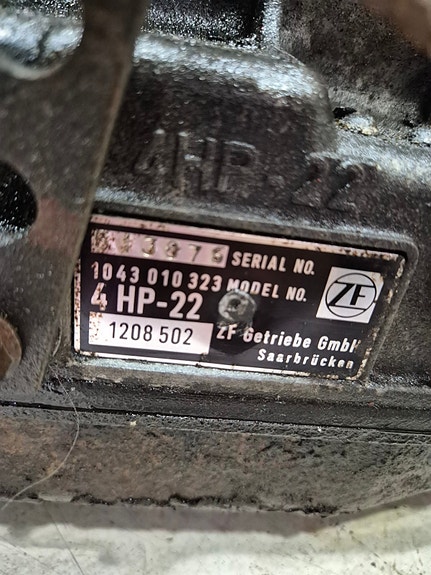 4HP-22
SERIAL NO.
1043 010 323 MODEL NO.
ZF
4 HP-22
1208 502 ZF Getriebe GmbH
Saarbrücken